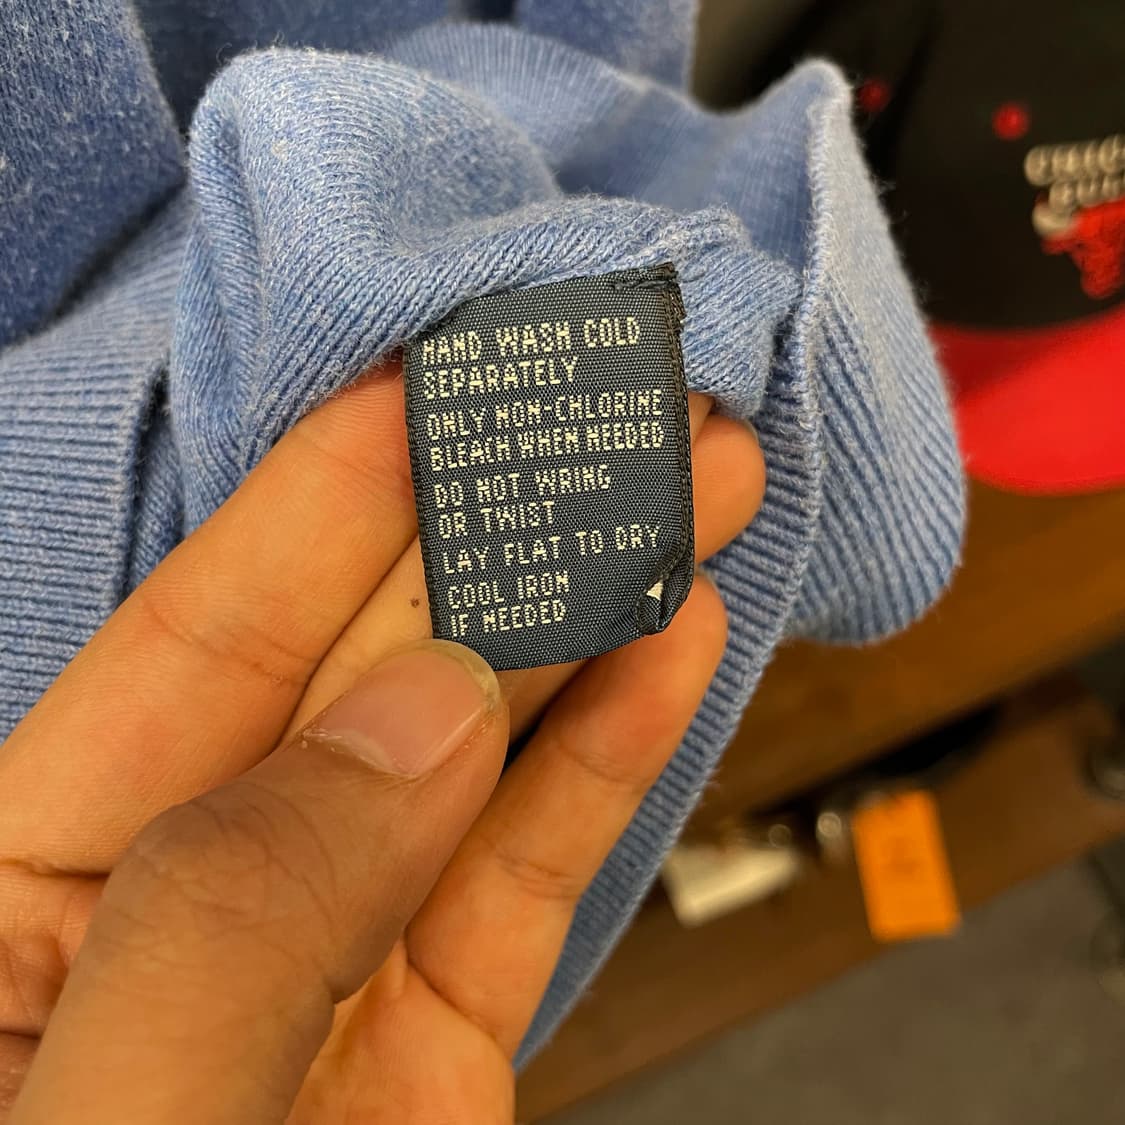 HAND WASH COLD
SEPARATELY
ONLY NON-CHLORINE
BLEACH WHEN NEEDED
DO NOT WRING
OR TWIST
LAY FLAT TO DRY
COOL IRON
IF NEEDED